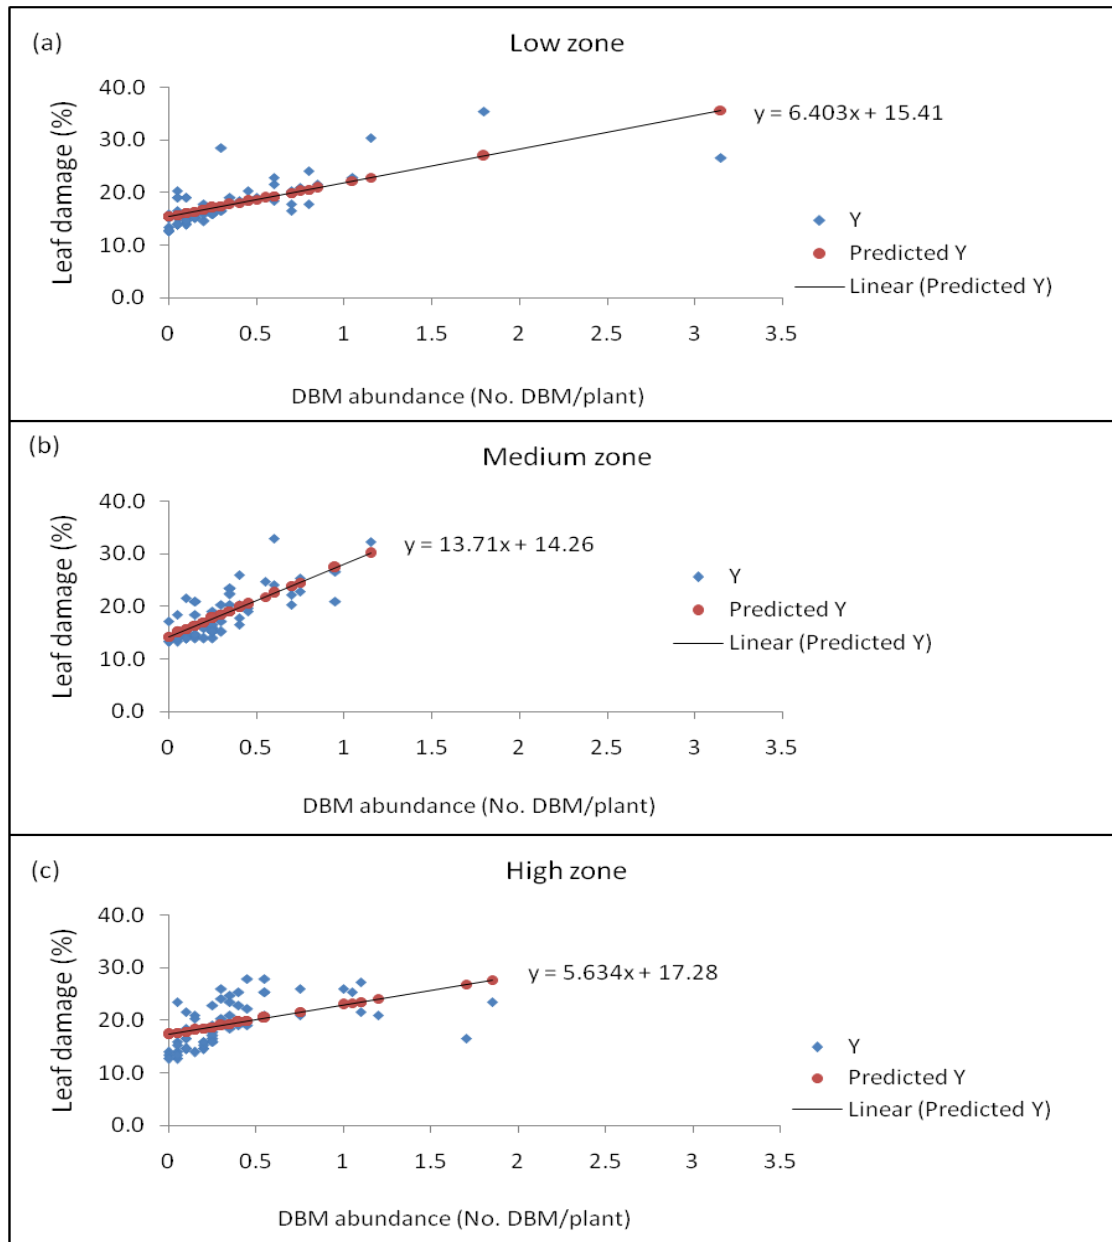 (a)
Low zone
Leaf damage (%)
40.0
30.0
20.0
10.0
0.0
y = 6.403x + 15.41
Y
Predicted Y
Linear (Predicted Y)
0 0.5 1 1.5 2 2.5 3 3.5
DBM abundance (No. DBM/plant)
(b)
Medium zone
Leaf damage (%)
40.0
30.0
20.0
10.0
0.0
y = 13.71x + 14.26
Y
Predicted Y
Linear (Predicted Y)
0 0.5 1 1.5 2 2.5 3 3.5
DBM abundance (No. DBM/plant)
(c)
High zone
Leaf damage (%)
40.0
30.0
20.0
10.0
0.0
y = 5.634x + 17.28
Y
Predicted Y
Linear (Predicted Y)
0 0.5 1 1.5 2 2.5 3 3.5
DBM abundance (No. DBM/plant)